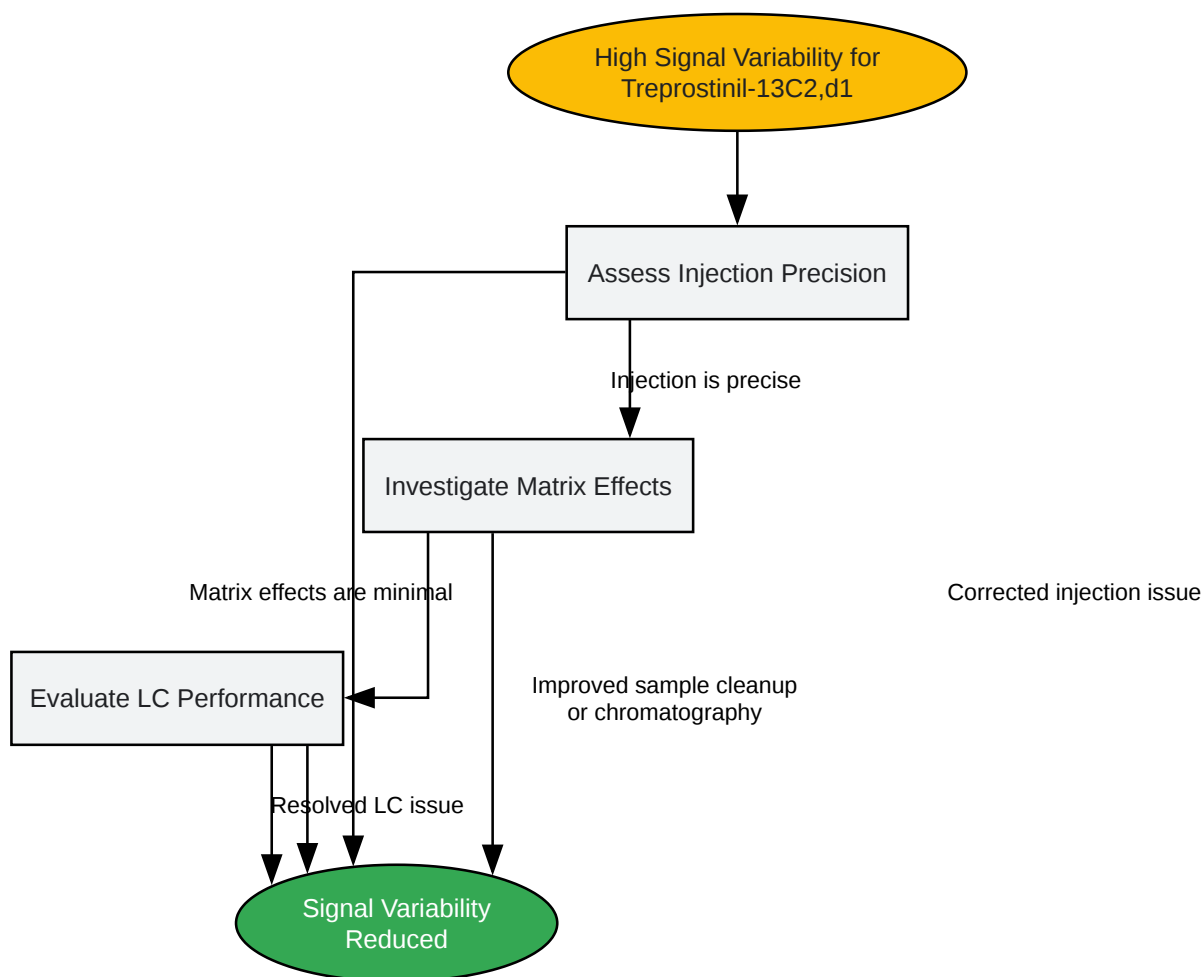 High Signal Variability for
Treprostinil-13C2,d1
Assess Injection Precision
Injection is precise
Investigate Matrix Effects
Matrix effects are minimal
Corrected injection issue
Evaluate LC Performance
Improved sample cleanup
or chromatography
Resolved LC issue
Signal Variability
Reduced